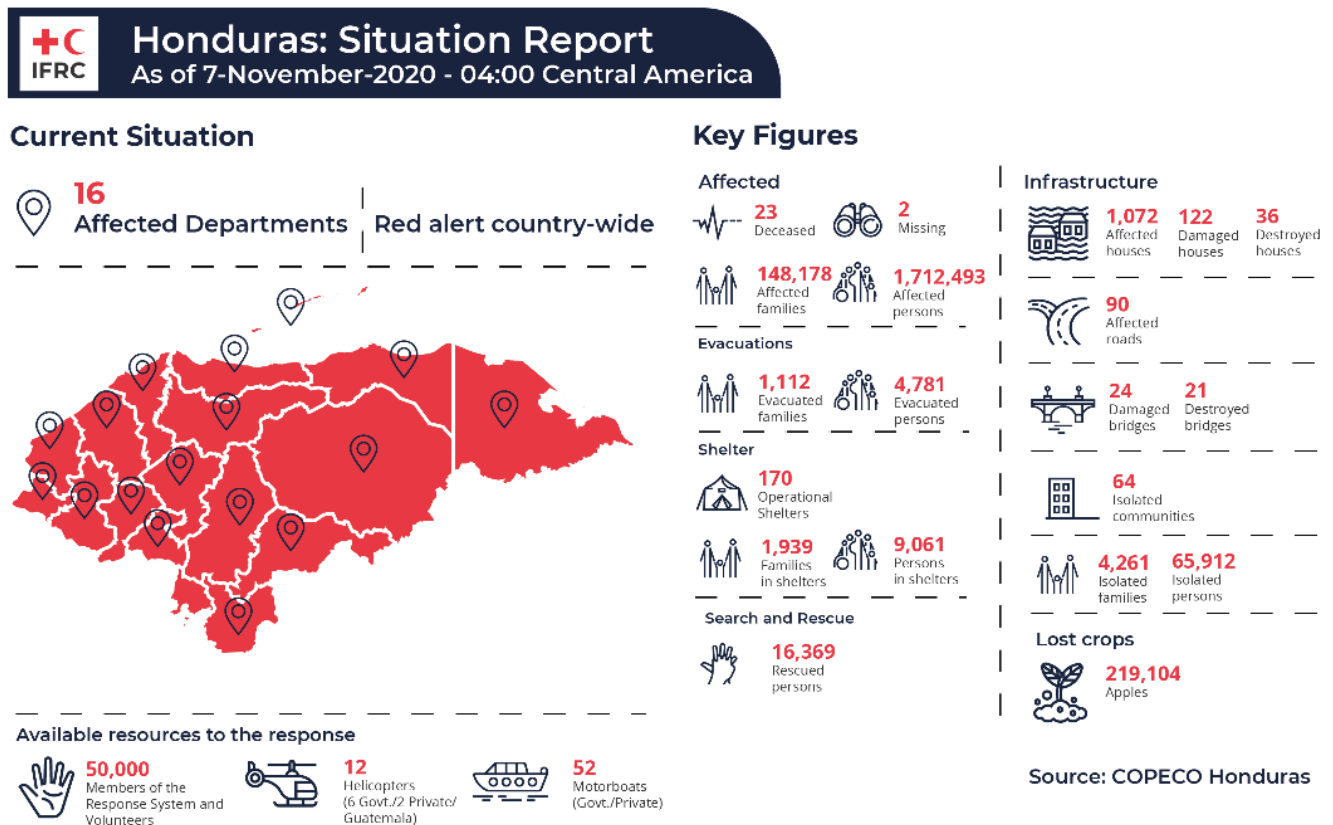 IFRC
Honduras: Situation Report
As of 7-November-2020 - 04:00 Central America
Current Situation
16
Affected Departments
Red alert country-wide
Available resources to the response
50,000
Members of the
Response System and
Volunteers
12
Helicopters
(6 Govt./2 Private/
Guatemala)
52
Motorboats
(Govt./Private)
Key Figures
Affected
23
Deceased
2
Missing
148,178
Affected
families
1,712,493
Affected
persons
Evacuations
1,112
Evacuated
families
4,781
Evacuated
persons
Shelter
170
Operational
Shelters
1,939
Families
in shelters
9,061
Persons
in shelters
Search and Rescue
16,369
Rescued
persons
Infrastructure
1,072
Affected
houses
122
Damaged
houses
36
Destroyed
houses
90
Affected
roads
24
Damaged
bridges
21
Destroyed
bridges
64
Isolated
communities
4,261
Isolated
families
65,912
Isolated
persons
Lost crops
219,104
Apples
Source: COPECO Honduras